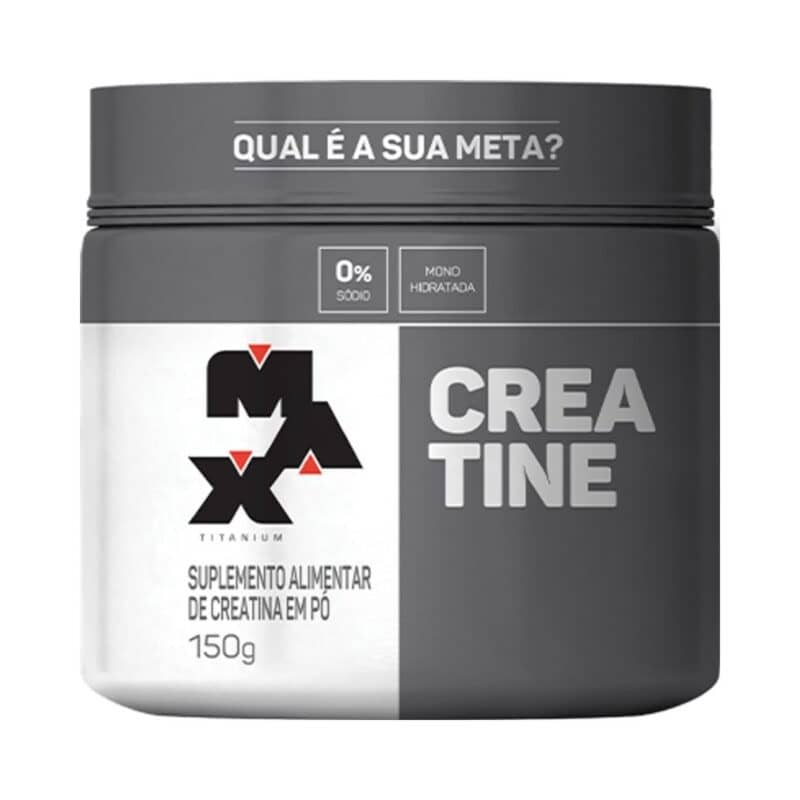 QUAL É A SUA META?
0%
SÓDIO
MONO
HIDRATADA
MAX
TITANIUM
CREA
TINE
SUPLEMENTO ALIMENTAR
DE CREATINA EM PÓ
150g